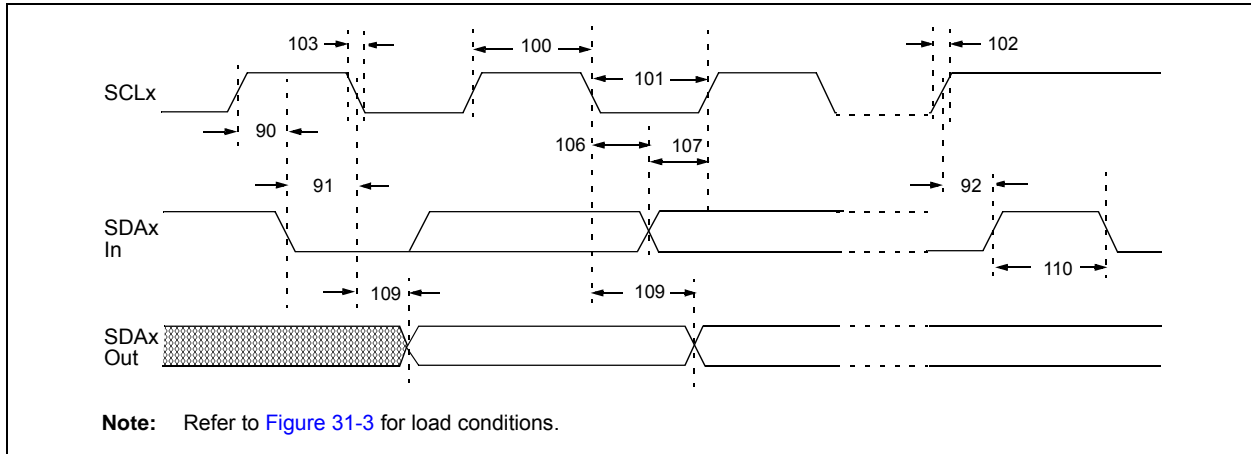 103
100
102
101
SCLx
90
106
107
91
92
SDAx
In
110
109
109
SDAx
Out
Note: Refer to Figure 31-3 for load conditions.